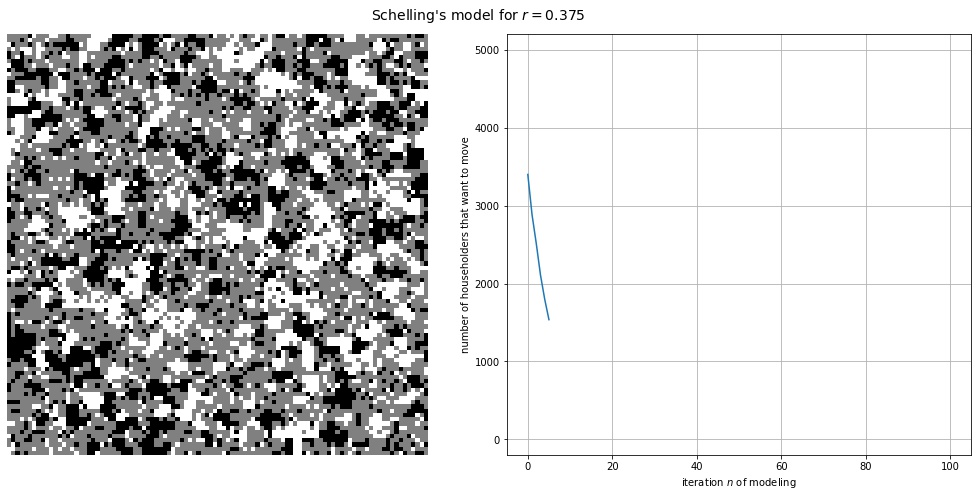 Schelling's model for r = 0.375
number of householders that want to move
5000
4000
3000
2000
1000
0
0 20 40 60 80 100
iteration n of modeling